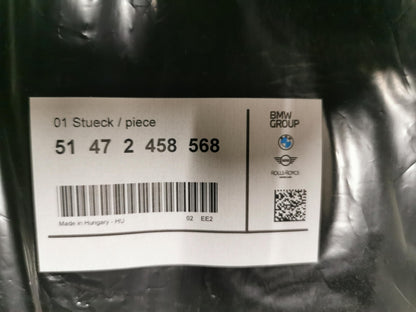 01 Stueck / piece
51 47 2 458 568
Made in Hungary - HU
02 EE2
BMW
GROUP
ROLLS-ROYCE